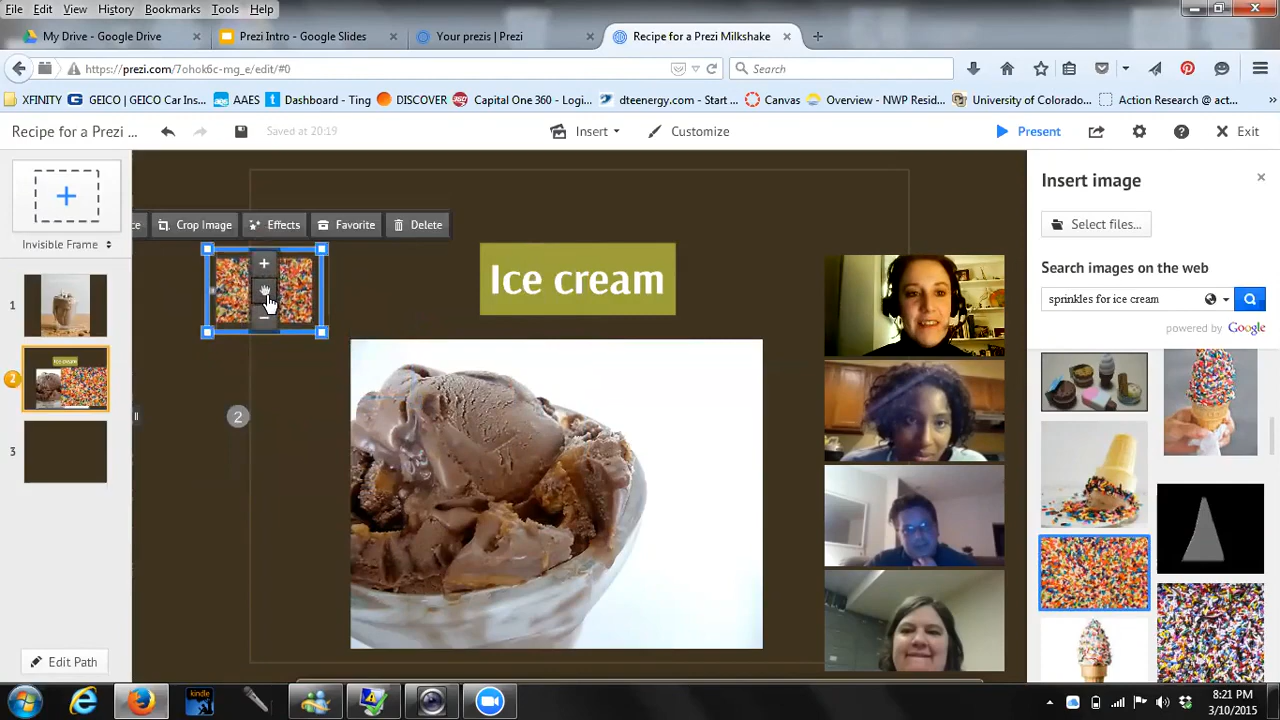 File Edit View History Bookmarks Tools Help
My Drive - Google Drive × Prezi Intro - Google Slides × Your prezis | Prezi × Recipe for a Prezi Milkshake × +
https://prezi.com/7ohok6c-mg_e/edit/#0 Search
XFINITY GEICO (GEICO Car Ins... AAES Dashboard - Ting DISCOVER Capital One 360 - Logi... dteenergy.com - Start ... Canvas Overview - NWP Resid... University of Colorado... Action Research @ act... »
Recipe for a Prezi ... Saved at 20:19 Insert Customize Present Exit
Invisible Frame
Crop Image Effects Favorite Delete
Ice cream
1
2
3
2
Edit Path
Insert image ×
Select files...
Search images on the web
sprinkles for ice cream
powered by Google
kindle
8:21 PM
3/10/2015